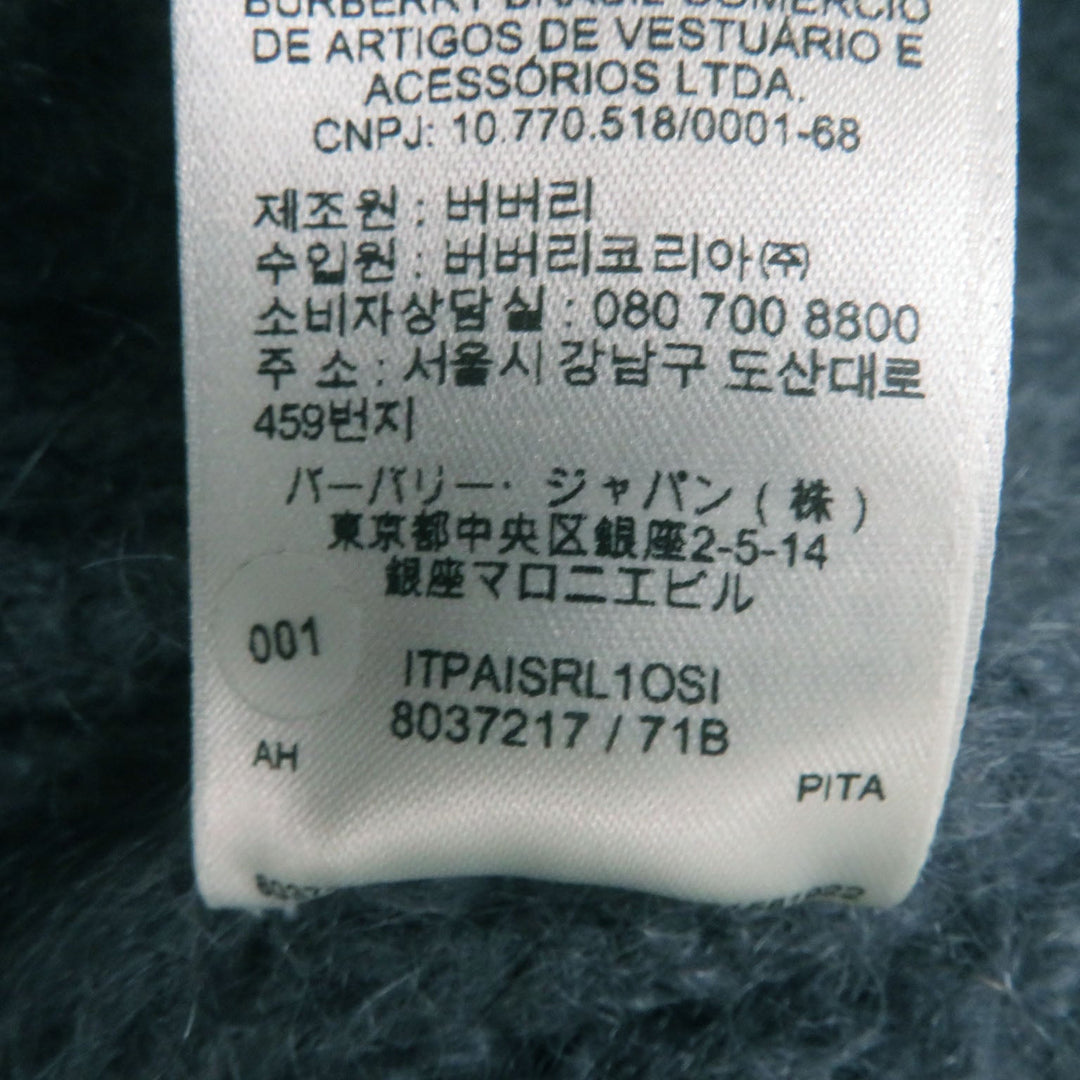 BURBERRY BRASIL COMÉRCIO
DE ARTIGOS DE VESTUÁRIO E
ACESSÓRIOS LTDA.
CNPJ: 10.770.518/0001-68
제조원 : 버버리
수입원 : 버버리코리아(주)
소비자상담실 : 080 700 8800
주 소 : 서울시 강남구 도산대로
459번지
バーバリー・ジャパン(株)
東京都中央区銀座2-5-14
銀座マロニエビル
001
ITPAISRL1OSI
8037217 / 71B
AH
PITA